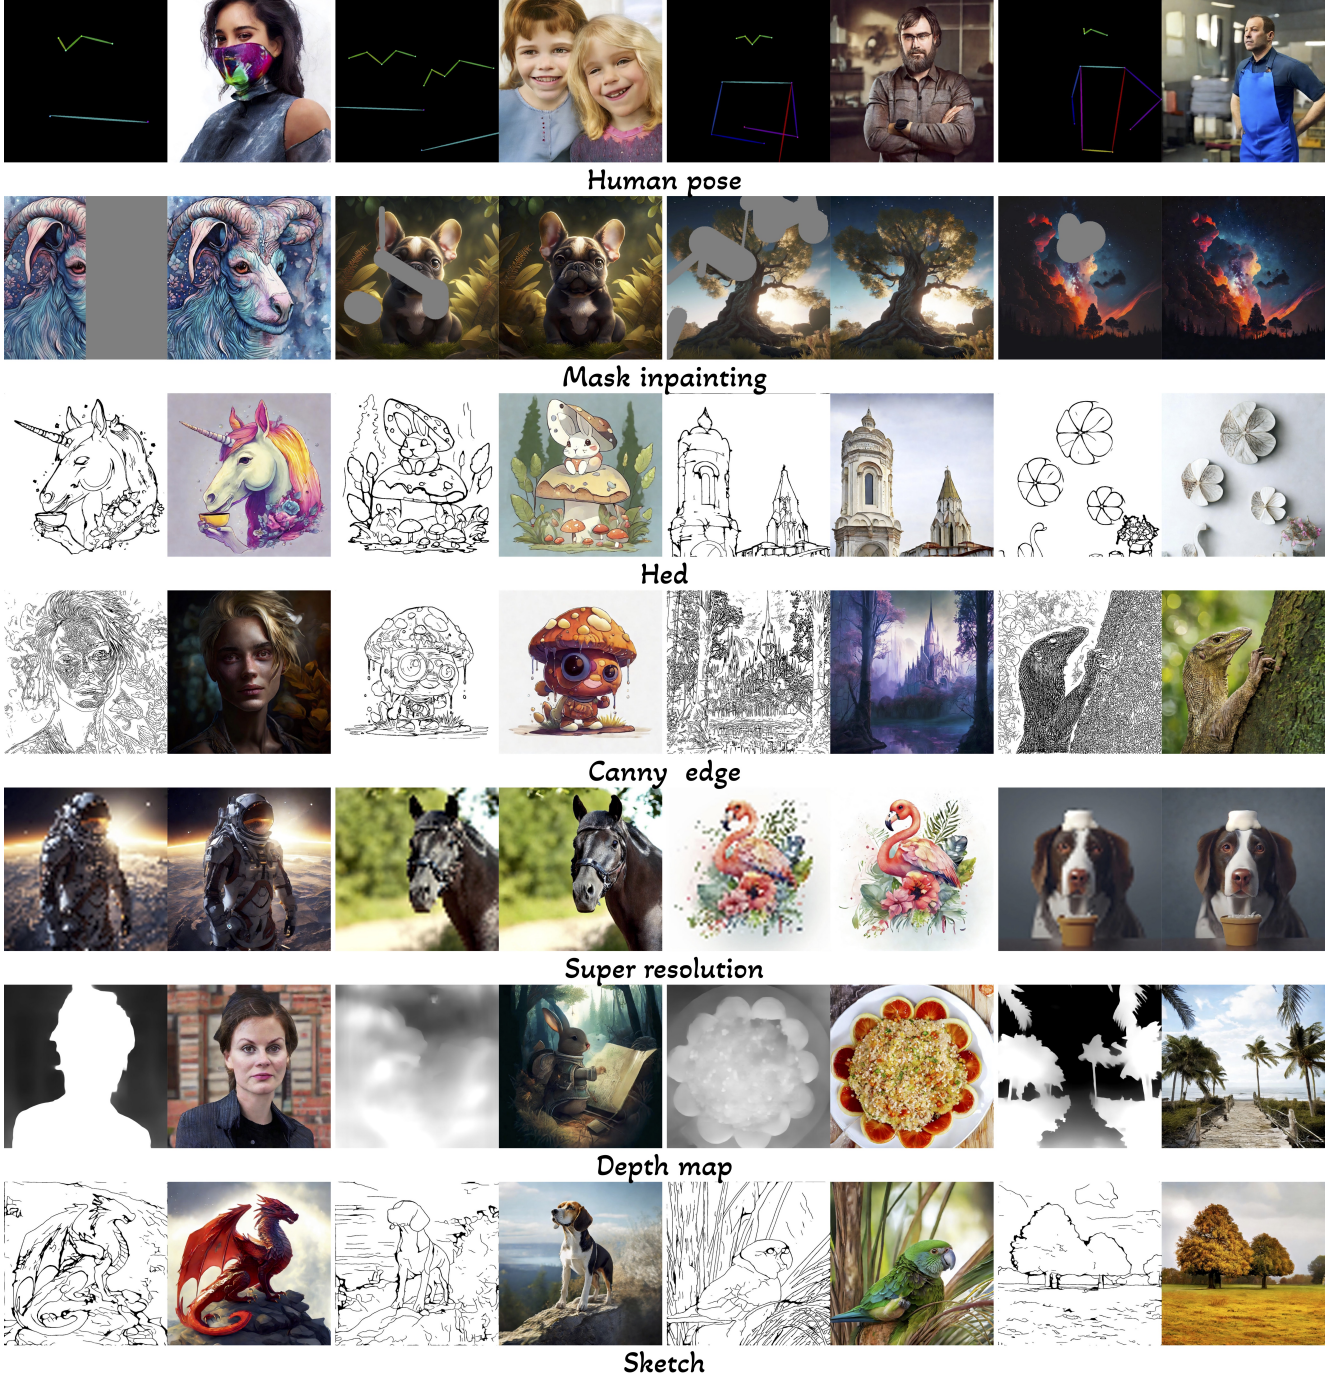 Human pose
Mask inpainting
Hed
Canny edge
Super resolution
Depth map
Sketch